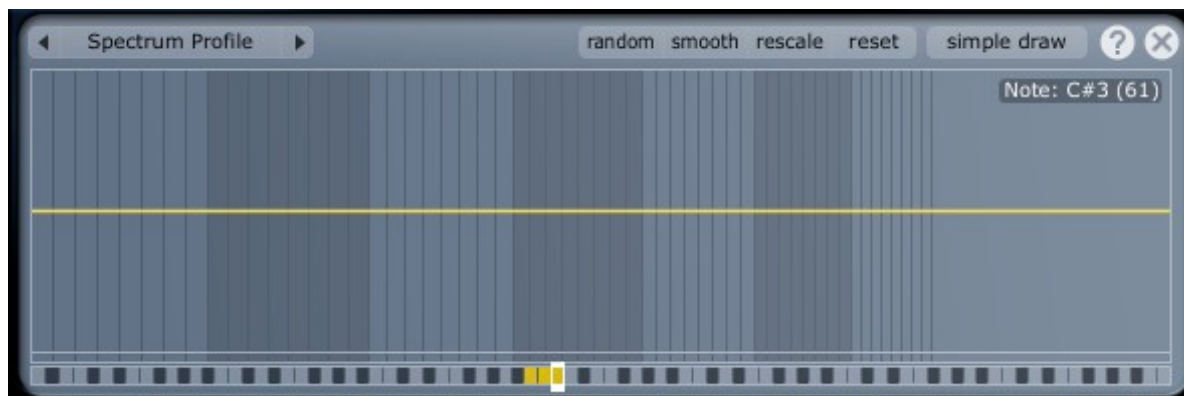 Spectrum Profile random smooth rescale reset simple draw ?
Note: C#3 (61)